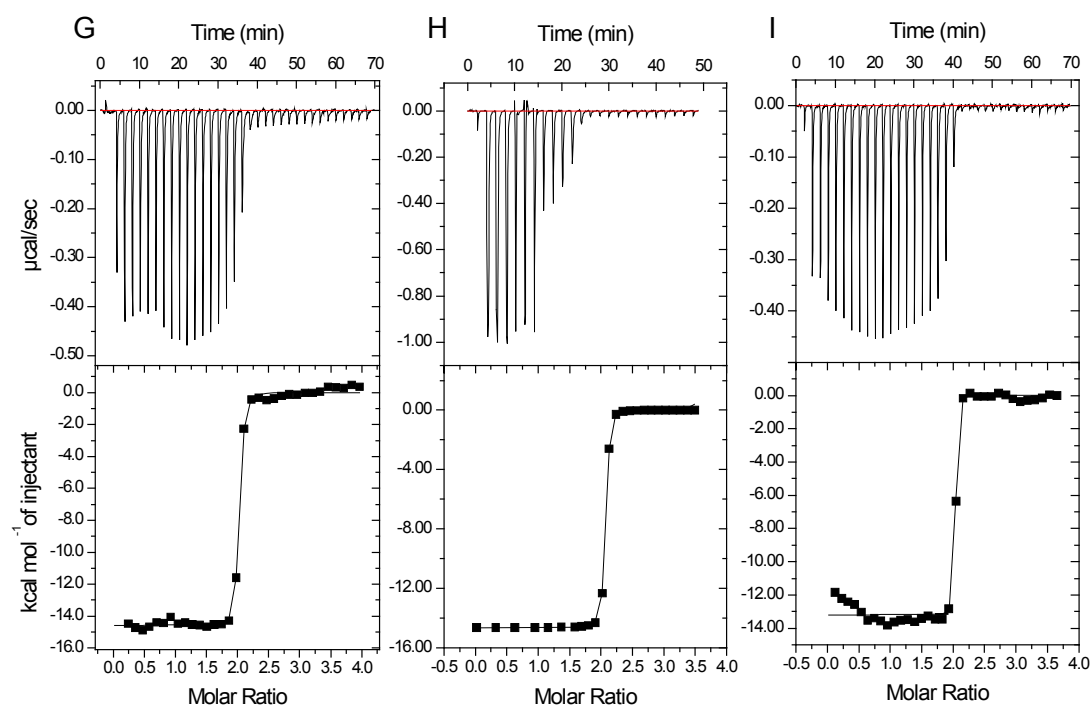 G
Time (min)
0 10 20 30 40 50 60 70
0.00
-0.10
-0.20
-0.30
-0.40
-0.50
µcal/sec
0.0
-2.0
-4.0
-6.0
-8.0
-10.0
-12.0
-14.0
-16.0
kcal mol⁻¹ of injectant
0.0 0.5 1.0 1.5 2.0 2.5 3.0 3.5 4.0
Molar Ratio
H
Time (min)
0 10 20 30 40 50
0.00
-0.20
-0.40
-0.60
-0.80
-1.00
0.00
-4.00
-8.00
-12.00
-16.00
-0.5 0.0 0.5 1.0 1.5 2.0 2.5 3.0 3.5 4.0
Molar Ratio
I
Time (min)
0 10 20 30 40 50 60 70
0.00
-0.10
-0.20
-0.30
-0.40
0.00
-2.00
-4.00
-6.00
-8.00
-10.00
-12.00
-14.00
-0.5 0.0 0.5 1.0 1.5 2.0 2.5 3.0 3.5 4.0
Molar Ratio